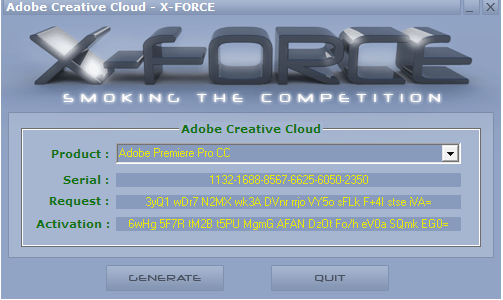 Adobe Creative Cloud - X-FORCE
X-FORCE
SMOKING THE COMPETITION
Adobe Creative Cloud
Product : Adobe Premiere Pro CC
Serial : 1132-1688-8567-6625-6050-2350
Request : 3yQ1 wDr7 N2MX wk3A DVnr rrjo VY5o sFLk F+4I stse iVA=
Activation : 6wHg 5F7R tM2B t5PU MgmG AFAN DzOt Fo/h eV0a SQmk EG0=
GENERATE QUIT